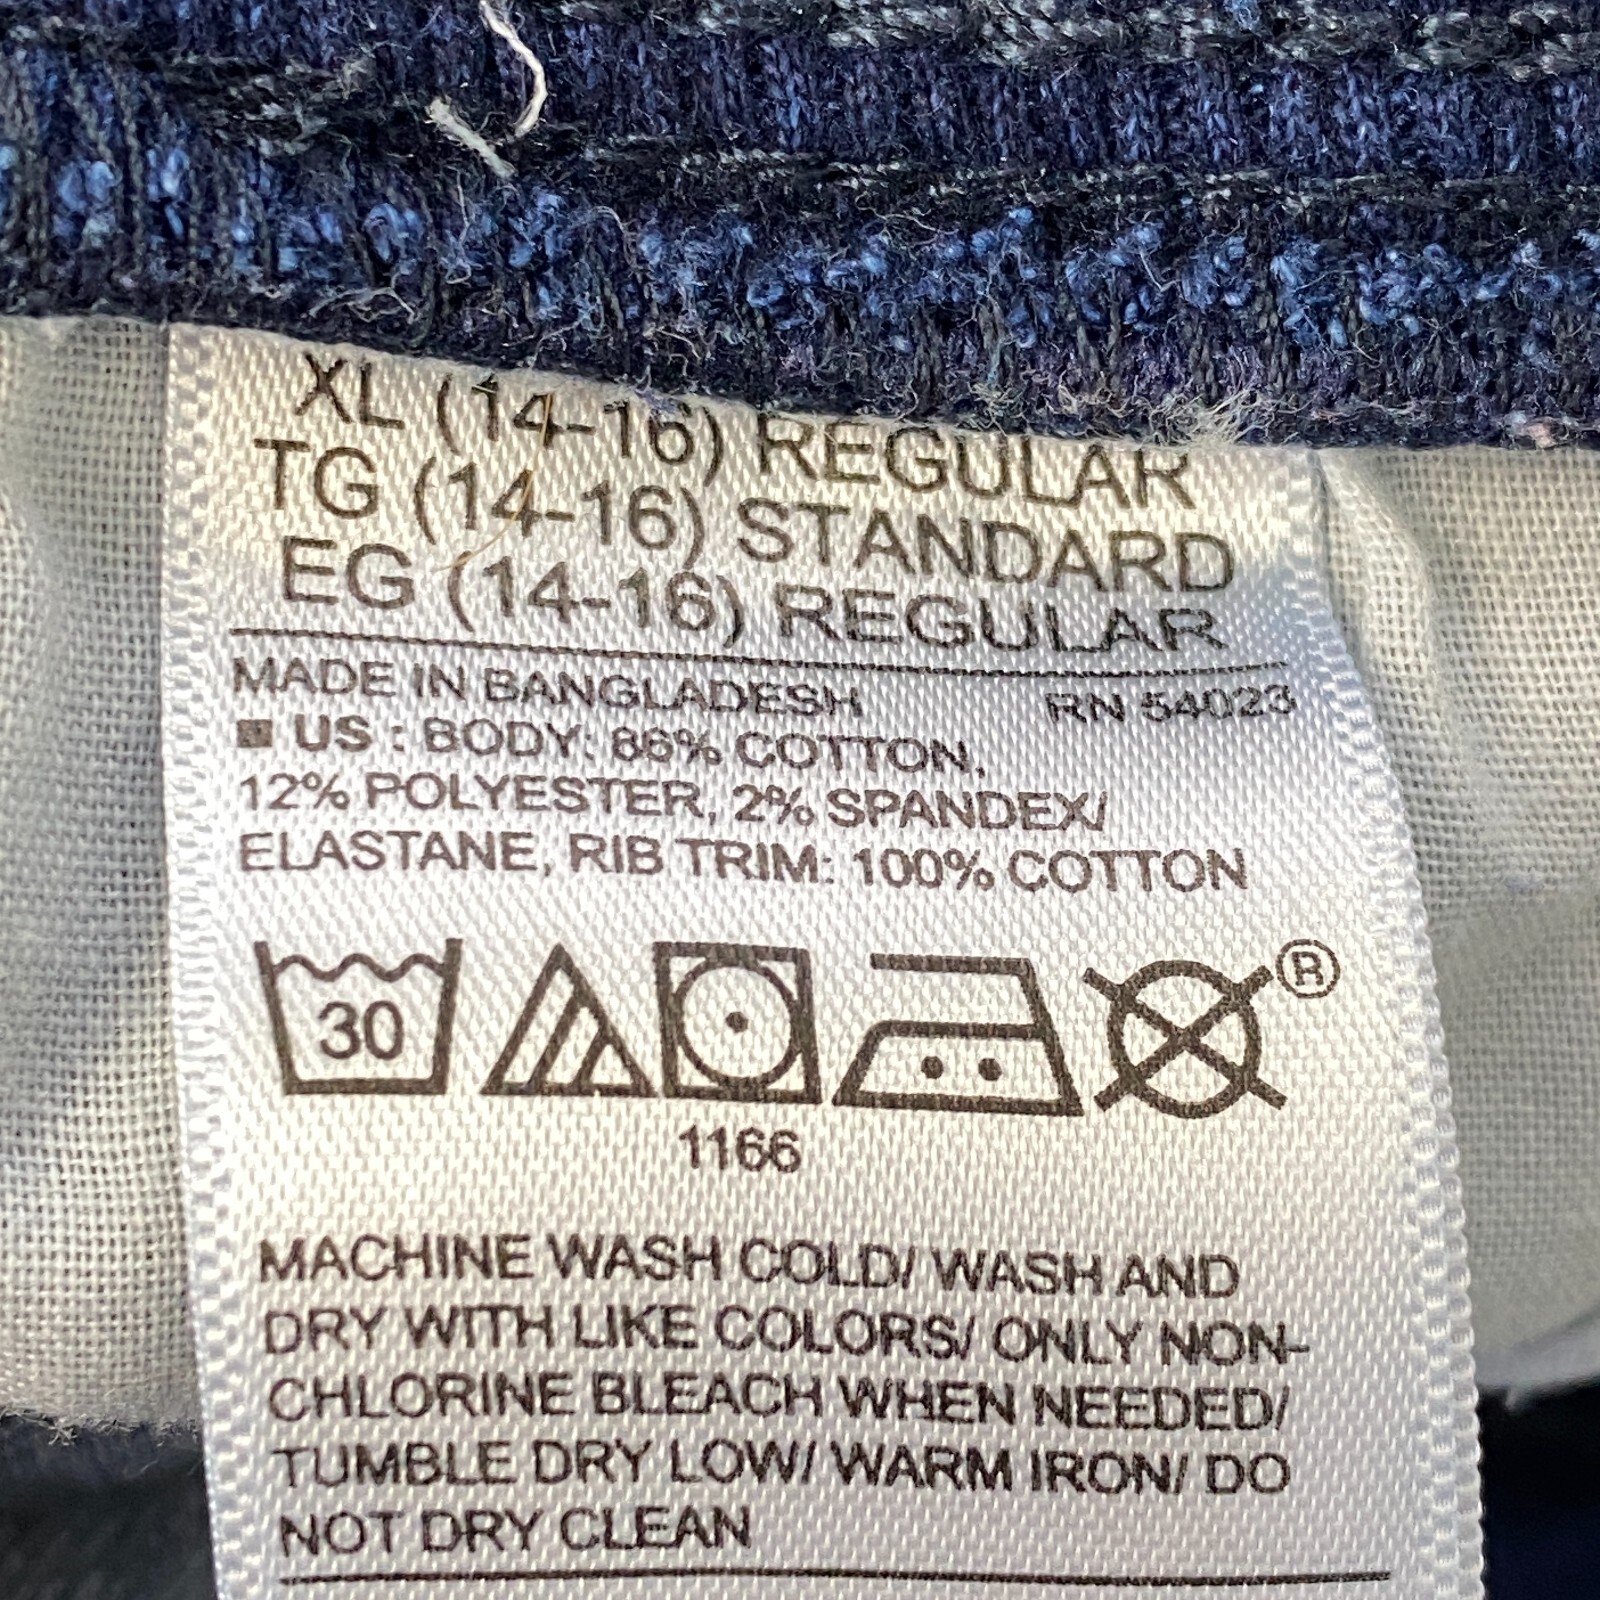 XL (14-16) REGULAR
TG (14-16) STANDARD
EG (14-16) REGULAR
MADE IN BANGLADESH RN 54023
US : BODY: 86% COTTON,
12% POLYESTER, 2% SPANDEX/
ELASTANE, RIB TRIM: 100% COTTON
30
®
1166
MACHINE WASH COLD/ WASH AND
DRY WITH LIKE COLORS/ ONLY NON-
CHLORINE BLEACH WHEN NEEDED/
TUMBLE DRY LOW/ WARM IRON/ DO
NOT DRY CLEAN